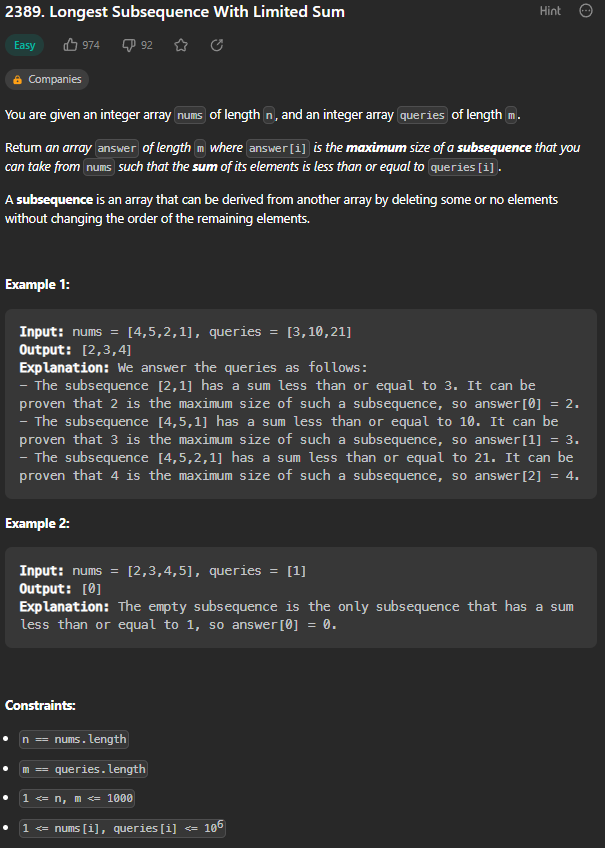 2389. Longest Subsequence With Limited Sum
Hint
Easy
974
92
Companies
You are given an integer array nums of length n, and an integer array queries of length m.
Return an array answer of length m where answer[i] is the maximum size of a subsequence that you
can take from nums such that the sum of its elements is less than or equal to queries[i].
A subsequence is an array that can be derived from another array by deleting some or no elements
without changing the order of the remaining elements.
Example 1:
Input: nums = [4,5,2,1], queries = [3,10,21]
Output: [2,3,4]
Explanation: We answer the queries as follows:
- The subsequence [2,1] has a sum less than or equal to 3. It can be
proven that 2 is the maximum size of such a subsequence, so answer[0] = 2.
- The subsequence [4,5,1] has a sum less than or equal to 10. It can be
proven that 3 is the maximum size of such a subsequence, so answer[1] = 3.
- The subsequence [4,5,2,1] has a sum less than or equal to 21. It can be
proven that 4 is the maximum size of such a subsequence, so answer[2] = 4.
Example 2:
Input: nums = [2,3,4,5], queries = [1]
Output: [0]
Explanation: The empty subsequence is the only subsequence that has a sum
less than or equal to 1, so answer[0] = 0.
Constraints:
• n == nums.length
• m == queries.length
• 1 <= n, m <= 1000
• 1 <= nums[i], queries[i] <= 10⁶